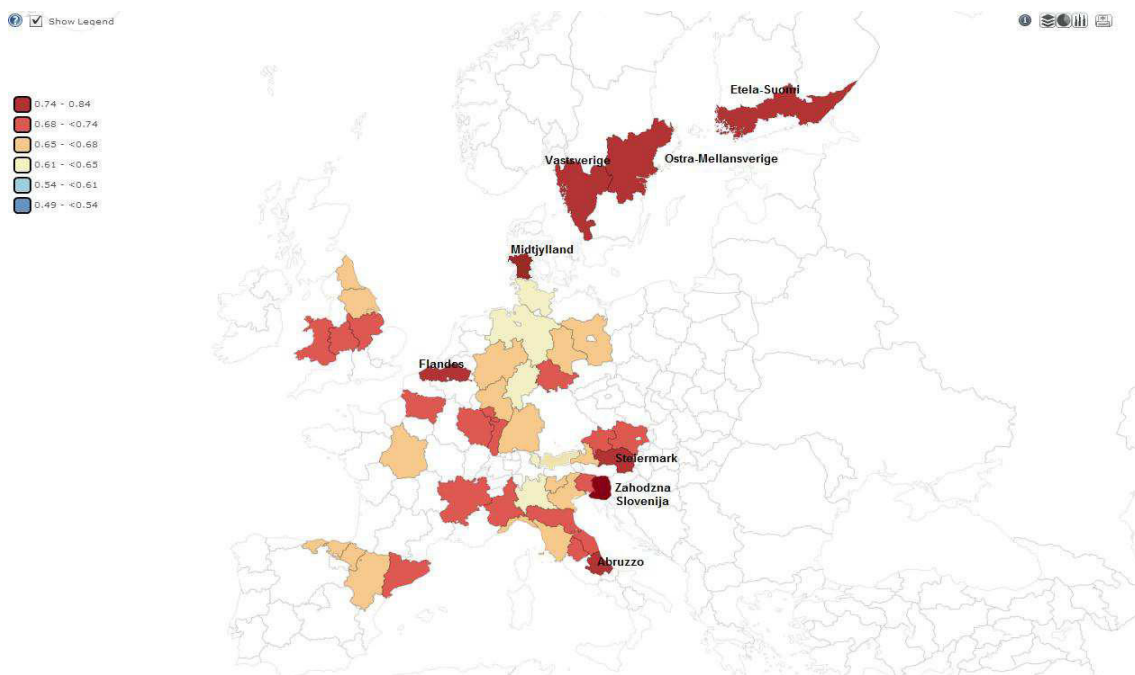 Show Legend
0.74 - 0.84
0.68 - <0.74
0.65 - <0.68
0.61 - <0.65
0.54 - <0.61
0.49 - <0.54
Etela-Suomi
Vastsverige
Ostra-Mellansverige
Midtjylland
Flandes
Steiermark
Zahodzna
Slovenija
Abruzzo